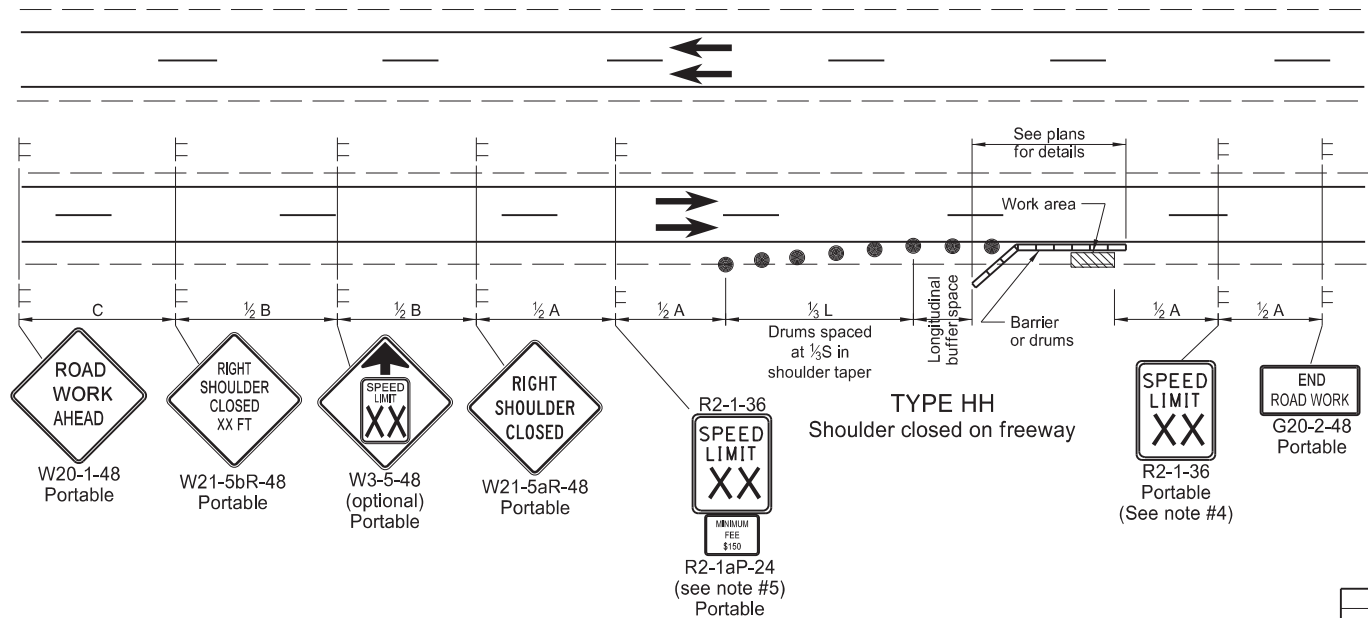 See plans
for details
Work area
C
½ B
½ B
½ A
½ A
⅓ L
Drums spaced
at ⅓S in
shoulder taper
Longitudinal
buffer space
Barrier
or drums
½ A
½ A
ROAD
WORK
AHEAD
W20-1-48
Portable
RIGHT
SHOULDER
CLOSED
XX FT
W21-5bR-48
Portable
SPEED
LIMIT
XX
W3-5-48
(optional)
Portable
RIGHT
SHOULDER
CLOSED
W21-5aR-48
Portable
R2-1-36
SPEED
LIMIT
XX
MINIMUM
FEE
$150
R2-1aP-24
(see note #5)
Portable
TYPE HH
Shoulder closed on freeway
SPEED
LIMIT
XX
R2-1-36
Portable
(See note #4)
END
ROAD WORK
G20-2-48
Portable